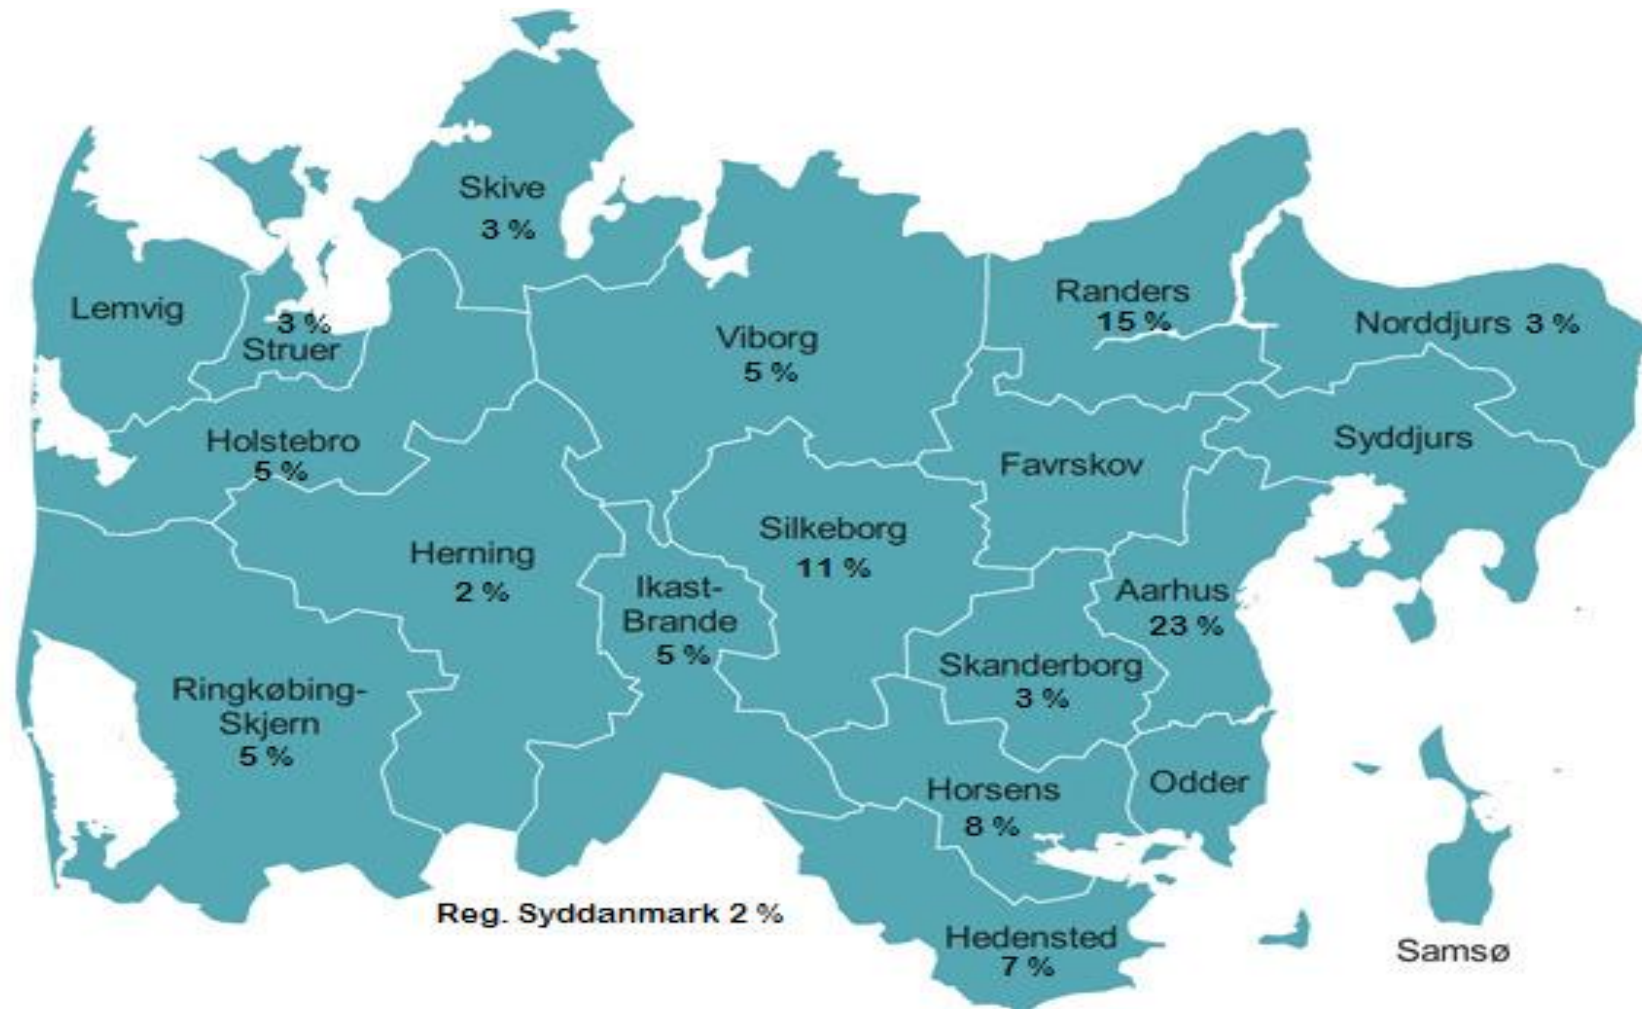 Skive
3 %
Lemvig
3 %
Struer
Viborg
5 %
Randers
15 %
Norddjurs 3 %
Holstebro
5 %
Favrskov
Syddjurs
Herning
2 %
Ikast-
Brande
5 %
Silkeborg
11 %
Aarhus
23 %
Skanderborg
3 %
Ringkøbing-
Skjern
5 %
Horsens
8 %
Odder
Reg. Syddanmark 2 %
Hedensted
7 %
Samsø